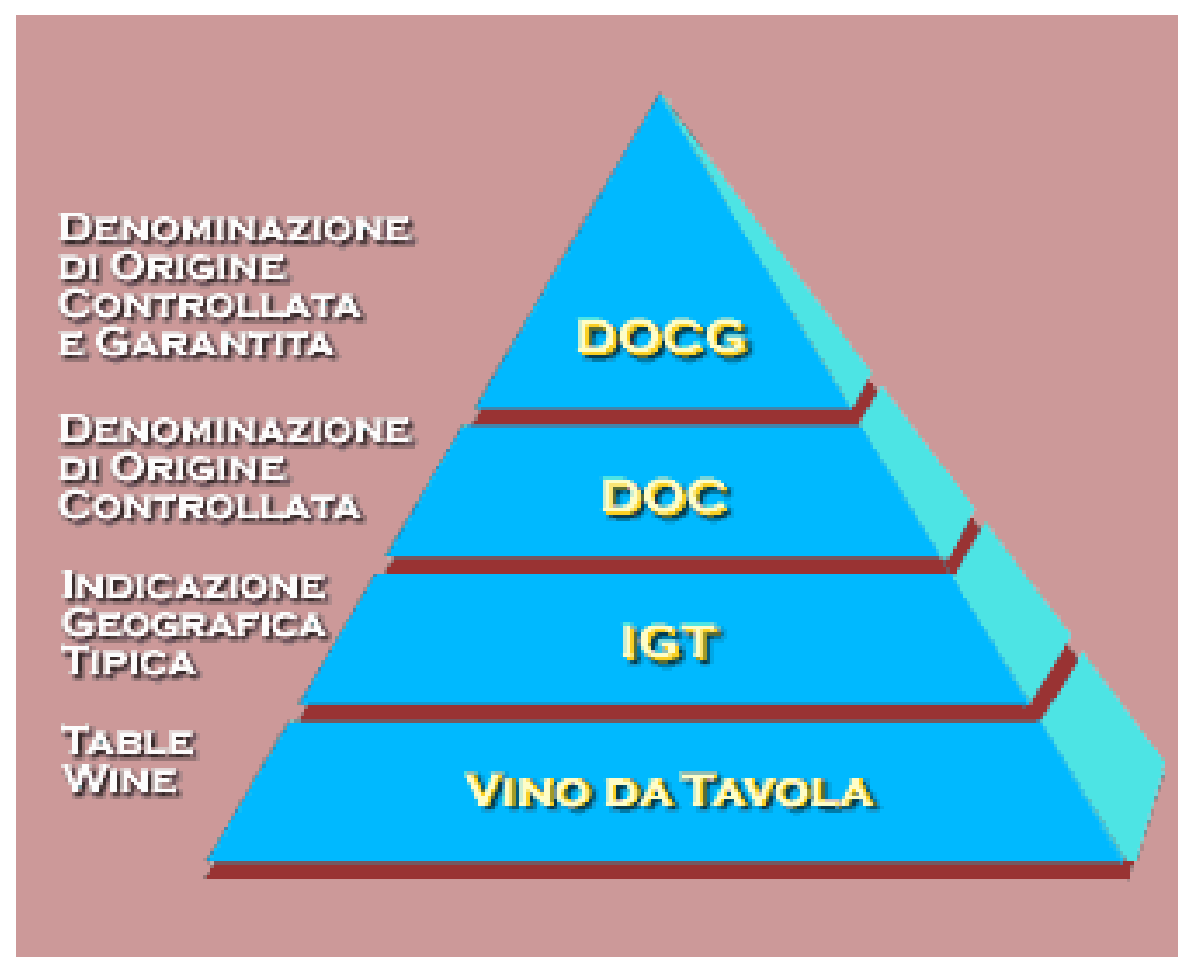 DENOMINAZIONE
DI ORIGINE
CONTROLLATA
E GARANTITA
DOCG
DENOMINAZIONE
DI ORIGINE
CONTROLLATA
DOC
INDICAZIONE
GEOGRAFICA
TIPICA
IGT
TABLE
WINE
VINO DA TAVOLA